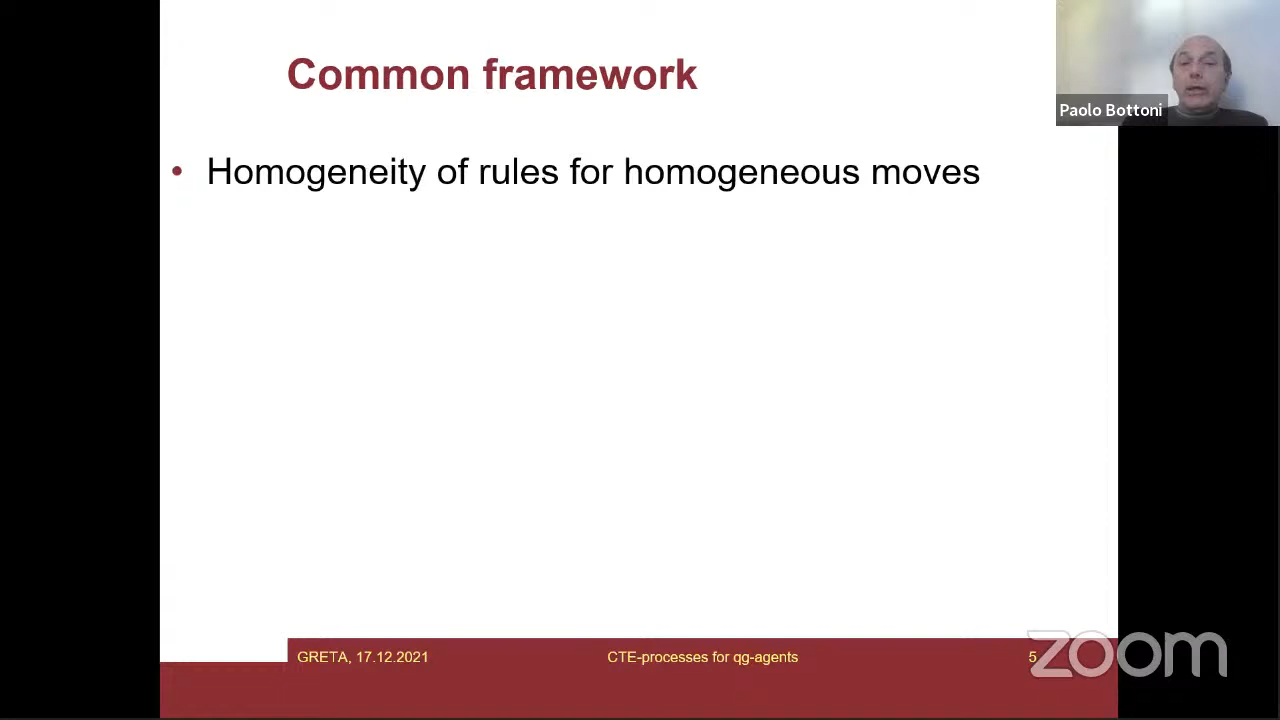 Common framework
Paolo Bottoni
• Homogeneity of rules for homogeneous moves
GRETA, 17.12.2021
CTE-processes for qg-agents
5
zoom